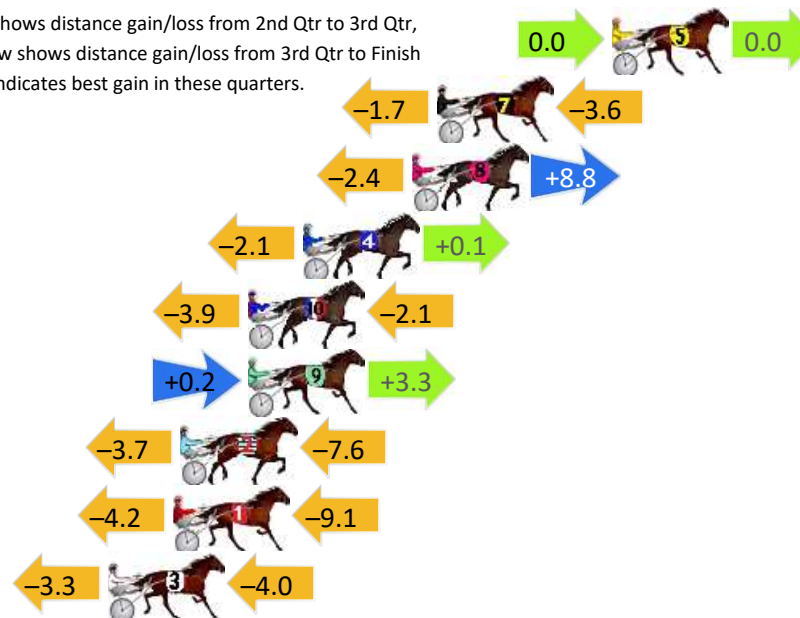 hows distance gain/loss from 2nd Qtr to 3rd Qtr,
w shows distance gain/loss from 3rd Qtr to Finish
ndicates best gain in these quarters.
0.0 5 0.0
–1.7 7 –3.6
–2.4 8 +8.8
–2.1 4 +0.1
–3.9 10 –2.1
+0.2 9 +3.3
–3.7 2 –7.6
–4.2 1 –9.1
–3.3 3 –4.0